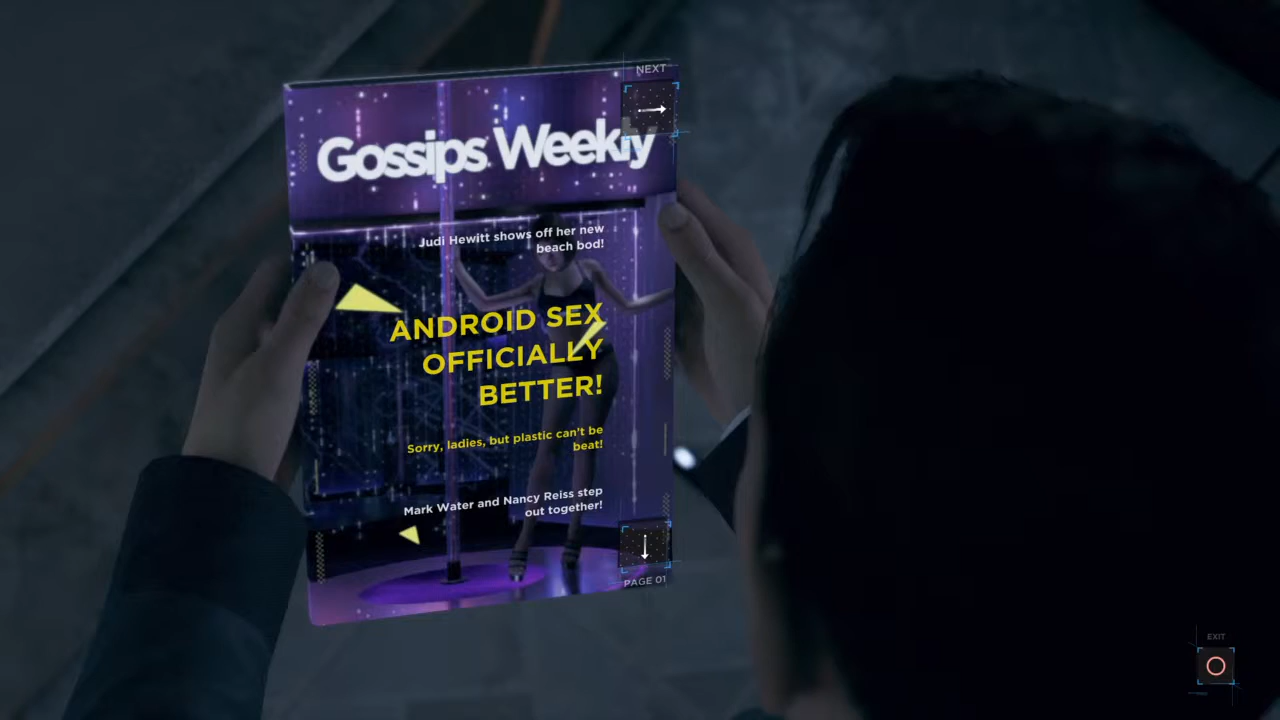 NEXT
Gossips Weekly
Judi Hewitt shows off her new
beach bod!
ANDROID SEX
OFFICIALLY
BETTER!
Sorry, ladies, but plastic can't be
beat!
Mark Water and Nancy Reiss step
out together!
PAGE 01
EXIT